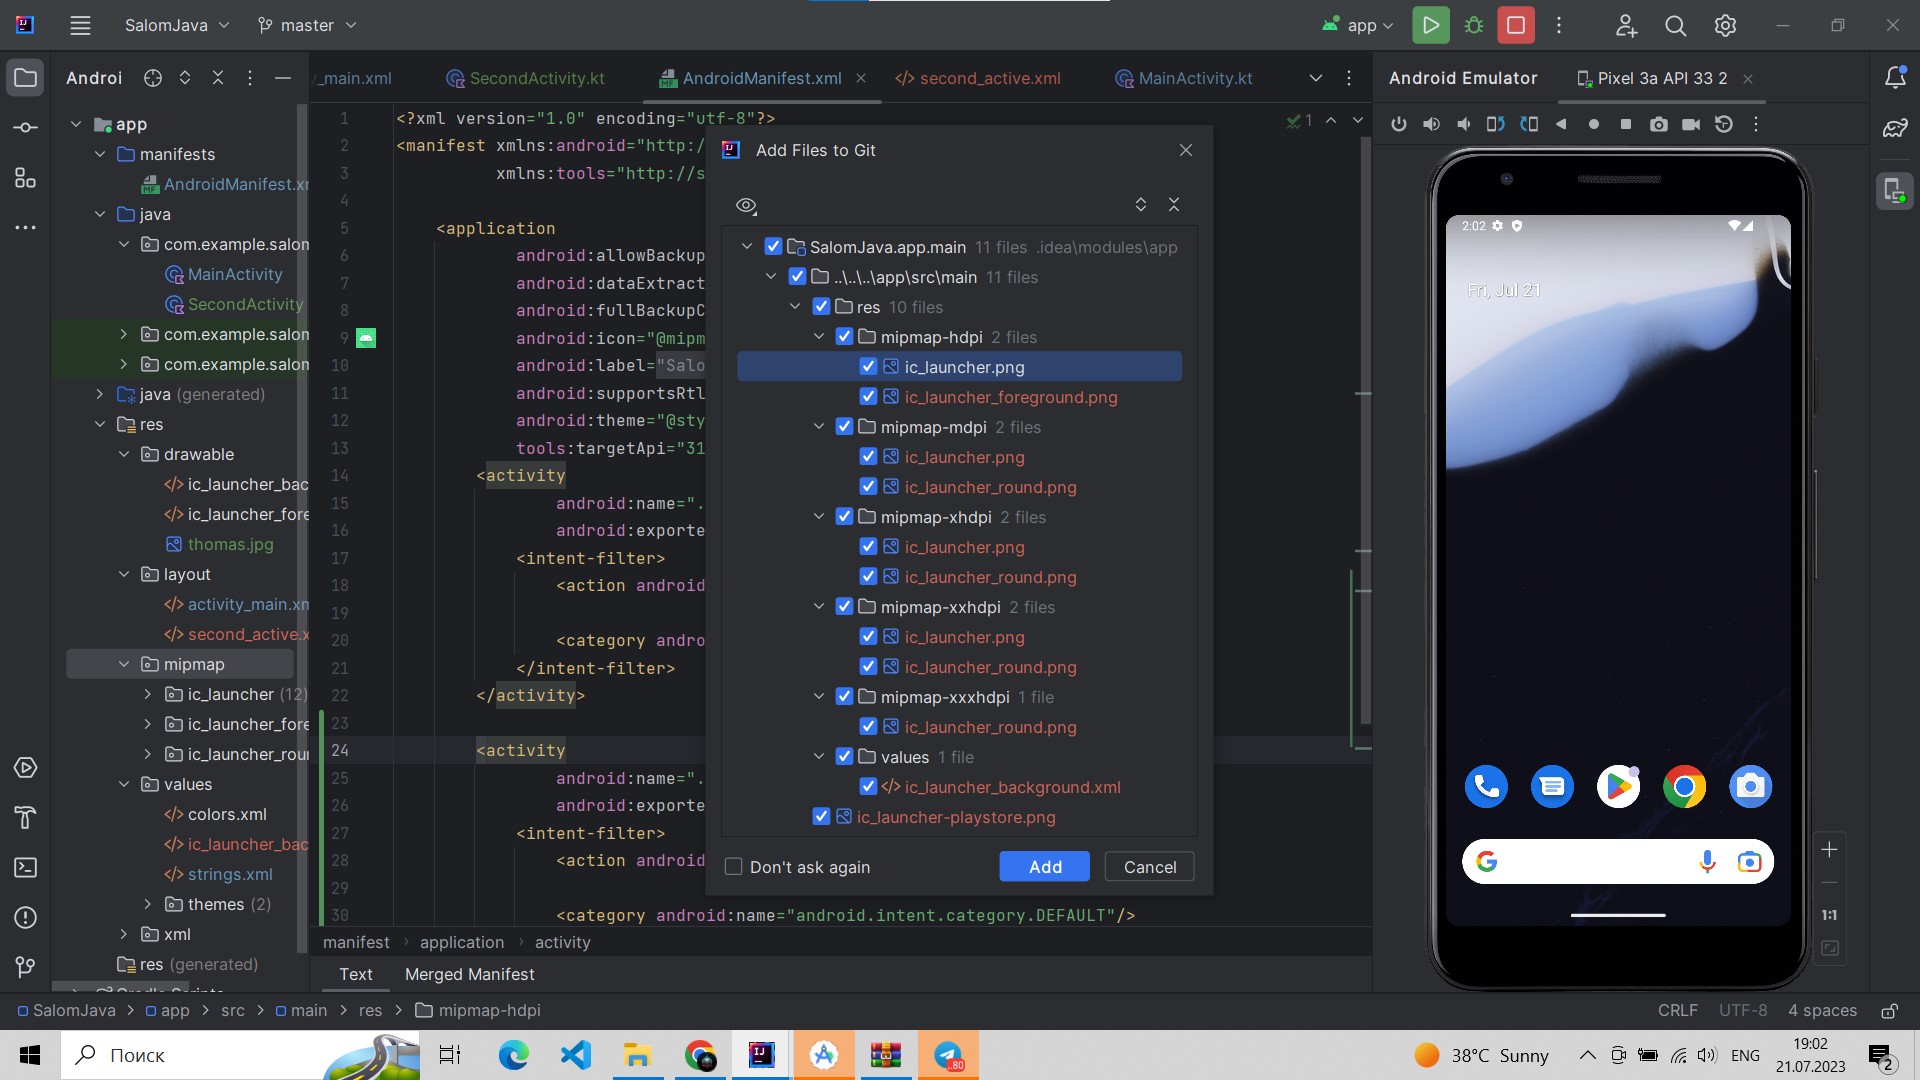 SalomJava
master
app
Androi
_main.xml
SecondActivity.kt
AndroidManifest.xml
second_active.xml
MainActivity.kt
Android Emulator
Pixel 3a API 33 2
app
manifests
AndroidManifest.xr
java
com.example.salom
MainActivity
SecondActivity
com.example.salom
com.example.salom
java (generated)
res
drawable
ic_launcher_bac
ic_launcher_fore
thomas.jpg
layout
activity_main.xm
second_active.x
mipmap
ic_launcher (12)
ic_launcher_fore
ic_launcher_rou
values
colors.xml
ic_launcher_bac
strings.xml
themes (2)
xml
res (generated)
1 <?xml version="1.0" encoding="utf-8"?>
2 <manifest xmlns:android="http:/
3 xmlns:tools="http://s
4
5 <application
6 android:allowBackup
7 android:dataExtract
8 android:fullBackupC
9 android:icon="@mipm
10 android:label="Salo
11 android:supportsRtl
12 android:theme="@sty
13 tools:targetApi="31
14 <activity
15 android:name=".
16 android:exporte
17 <intent-filter>
18 <action android
19
20 <category andro
21 </intent-filter>
22 </activity>
23
24 <activity
25 android:name=".
26 android:exporte
27 <intent-filter>
28 <action android
29
30 <category android:name="android.intent.category.DEFAULT"/>
1
manifest › application › activity
Text
Merged Manifest
Add Files to Git
SalomJava.app.main 11 files .idea\modules\app
..\..\..\app\src\main 11 files
res 10 files
mipmap-hdpi 2 files
ic_launcher.png
ic_launcher_foreground.png
mipmap-mdpi 2 files
ic_launcher.png
ic_launcher_round.png
mipmap-xhdpi 2 files
ic_launcher.png
ic_launcher_round.png
mipmap-xxhdpi 2 files
ic_launcher.png
ic_launcher_round.png
mipmap-xxxhdpi 1 file
ic_launcher_round.png
values 1 file
ic_launcher_background.xml
ic_launcher-playstore.png
Don't ask again
Add
Cancel
2:02
Fri, Jul 21
1:1
SalomJava > app > src > main > res > mipmap-hdpi
CRLF
UTF-8
4 spaces
Поиск
..80
38°C Sunny
ENG
19:02
21.07.2023
2